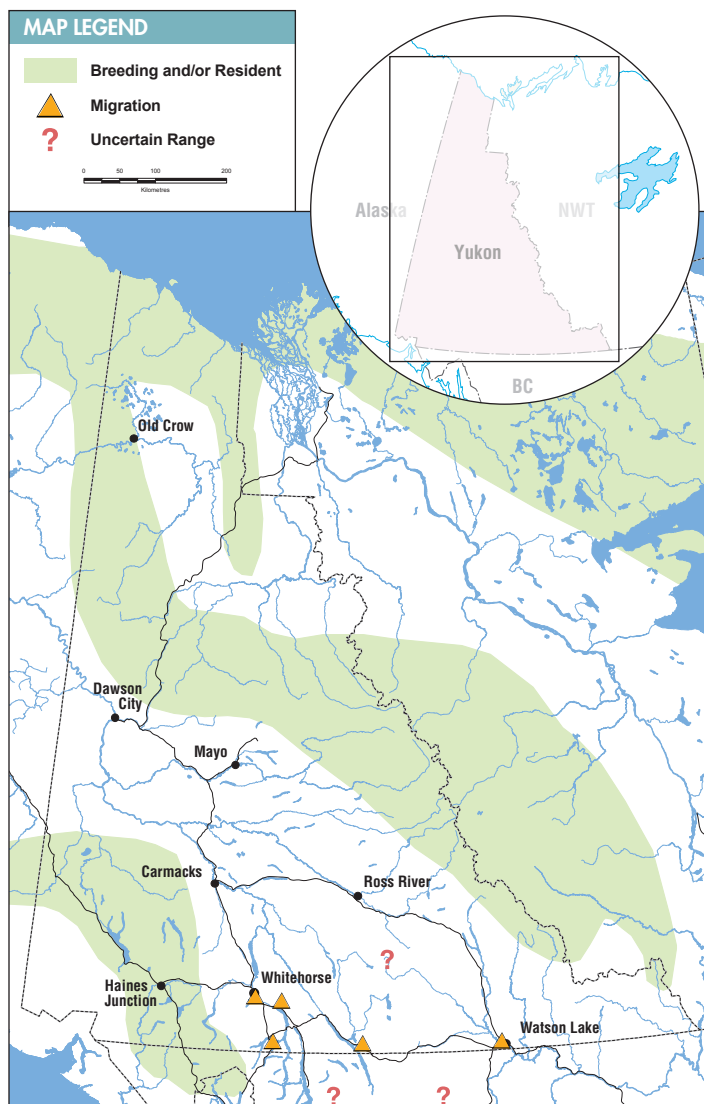 MAP LEGEND
Breeding and/or Resident
Migration
? Uncertain Range
0 50 100 200
Kilometres
Alaska
NWT
Yukon
BC
Old Crow
Dawson
City
Mayo
Carmacks
Ross River
?
Whitehorse
Haines
Junction
Watson Lake
?
?